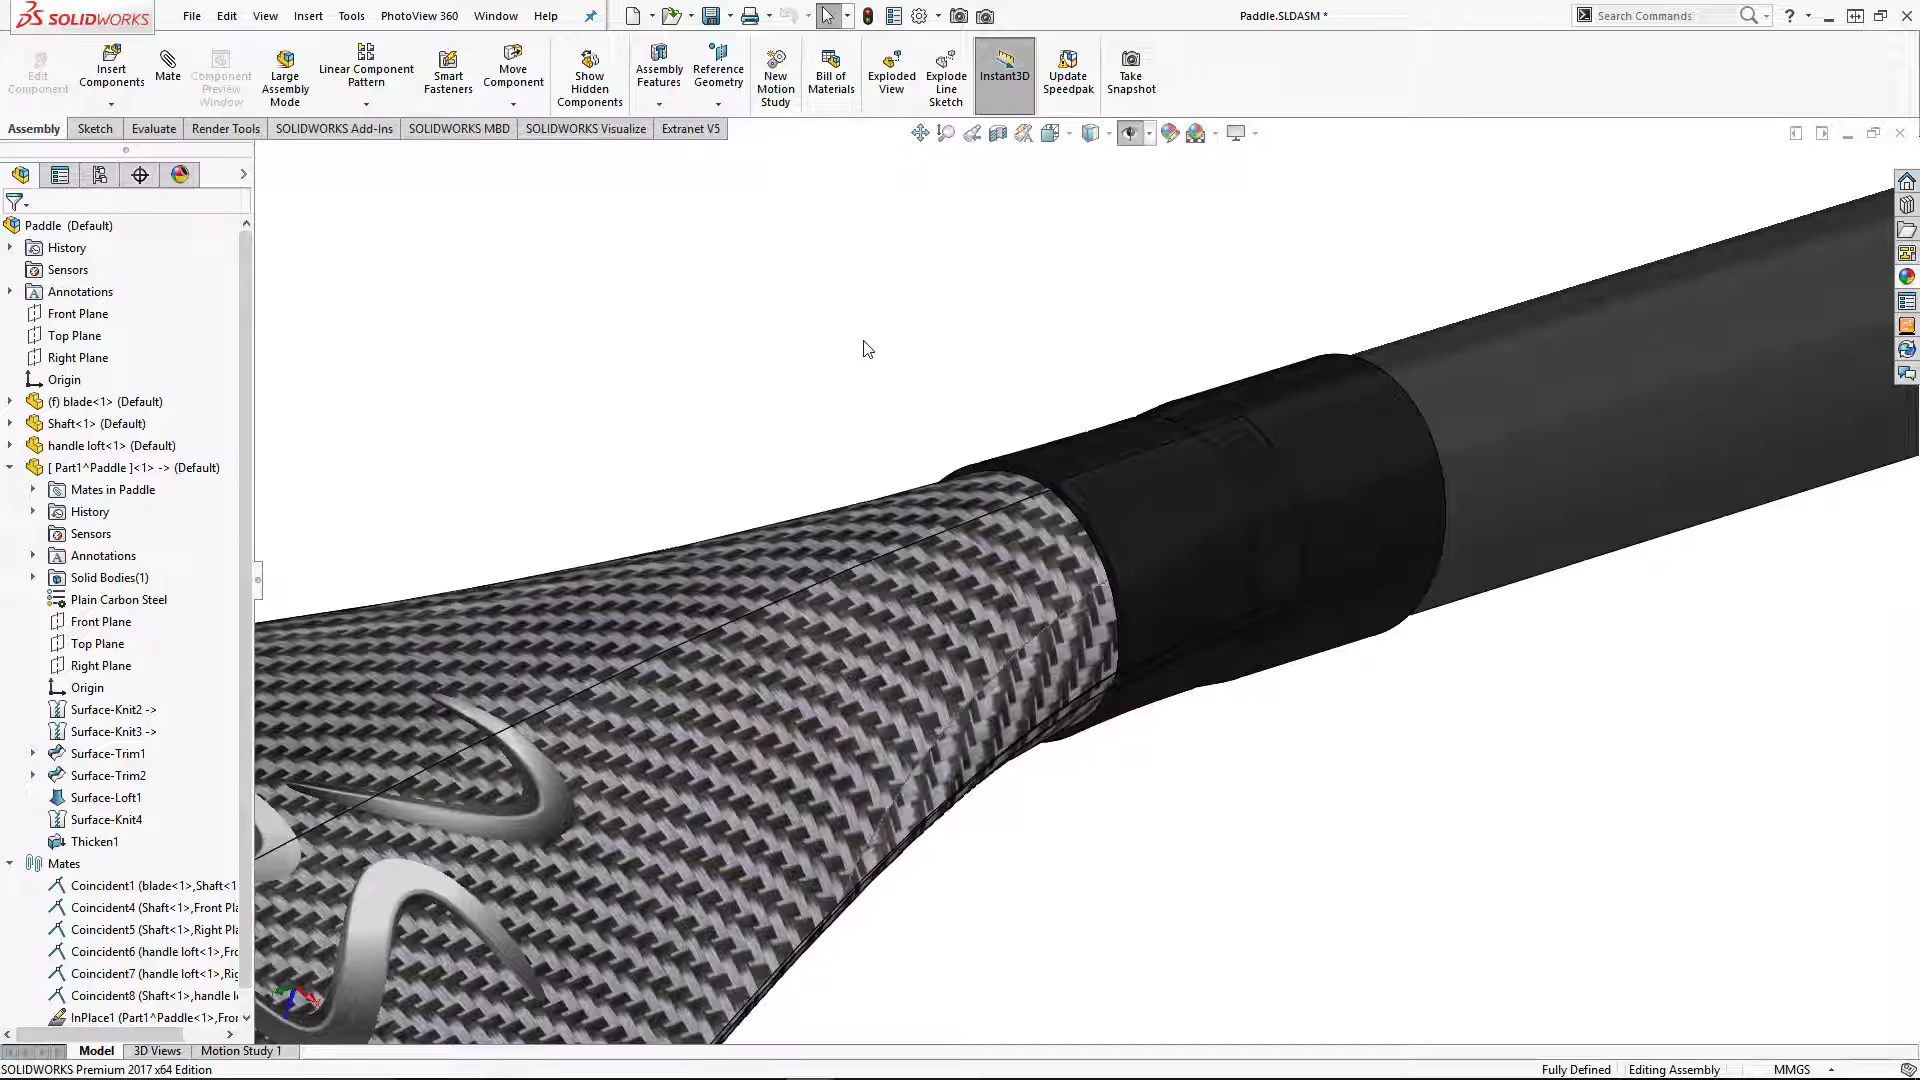 SOLIDWORKS
File Edit View Insert Tools PhotoView 360 Window Help
Paddle.SLDASM *
Search Commands
Edit Component
Insert Components
Mate
Component Preview Window
Large Assembly Mode
Linear Component Pattern
Smart Fasteners
Move Component
Show Hidden Components
Assembly Features
Reference Geometry
New Motion Study
Bill of Materials
Exploded View
Explode Line Sketch
Instant3D
Update Speedpak
Take Snapshot
Assembly Sketch Evaluate Render Tools SOLIDWORKS Add-Ins SOLIDWORKS MBD SOLIDWORKS Visualize Extranet V5
Paddle (Default)
History
Sensors
Annotations
Front Plane
Top Plane
Right Plane
Origin
(f) blade<1> (Default)
Shaft<1> (Default)
handle loft<1> (Default)
[ Part1^Paddle ]<1> -> (Default)
Mates in Paddle
History
Sensors
Annotations
Solid Bodies(1)
Plain Carbon Steel
Front Plane
Top Plane
Right Plane
Origin
Surface-Knit2 ->
Surface-Knit3 ->
Surface-Trim1
Surface-Trim2
Surface-Loft1
Surface-Knit4
Thicken1
Mates
Coincident1 (blade<1>,Shaft<1
Coincident4 (Shaft<1>,Front Pla
Coincident5 (Shaft<1>,Right Pla
Coincident6 (handle loft<1>,Fro
Coincident7 (handle loft<1>,Rig
Coincident8 (Shaft<1>,handle l
InPlace1 (Part1^Paddle<1>,Fror
Model 3D Views Motion Study 1
SOLIDWORKS Premium 2017 x64 Edition
Fully Defined Editing Assembly MMGS